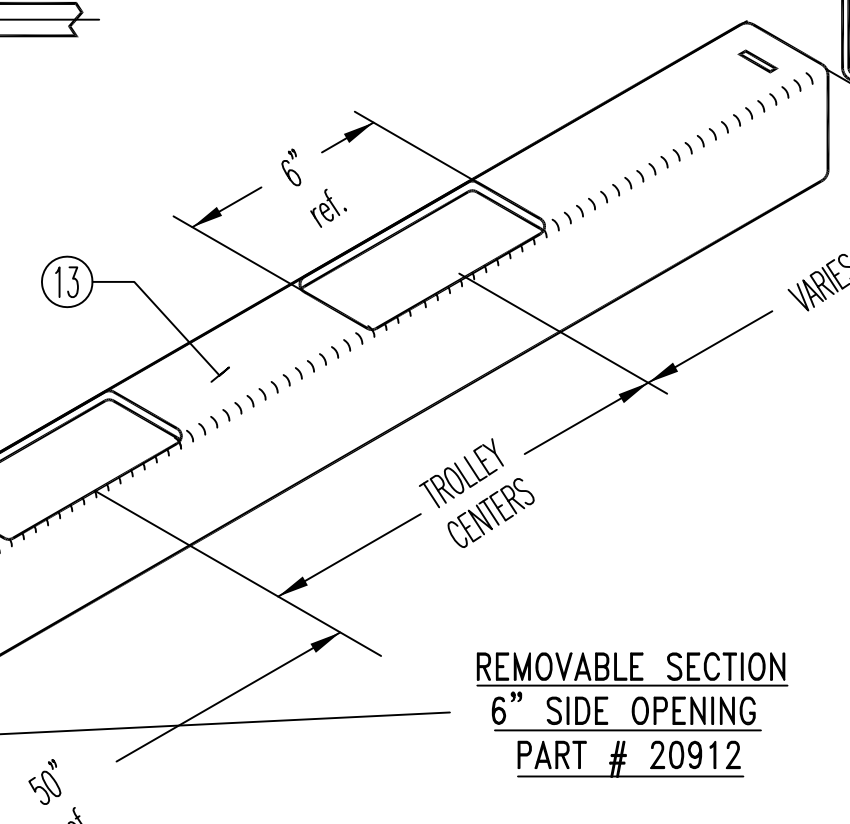 6”
ref.
13
VARIES
TROLLEY
CENTERS
REMOVABLE SECTION
6” SIDE OPENING
PART # 20912
50”